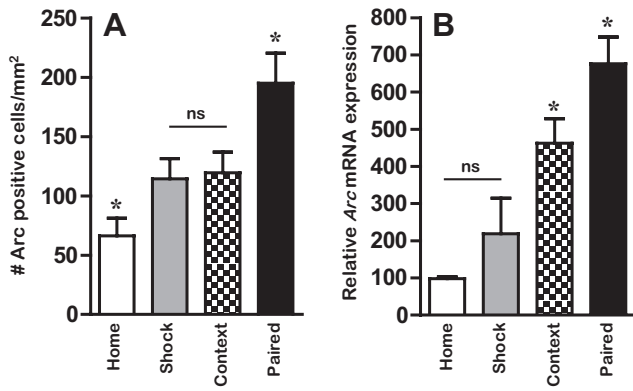 A
# Arc positive cells/mm²
250
200
150
100
50
0
*
ns
*
Home
Shock
Context
Paired
B
Relative Arc mRNA expression
800
700
600
500
400
300
200
100
0
ns
*
*
Home
Shock
Context
Paired